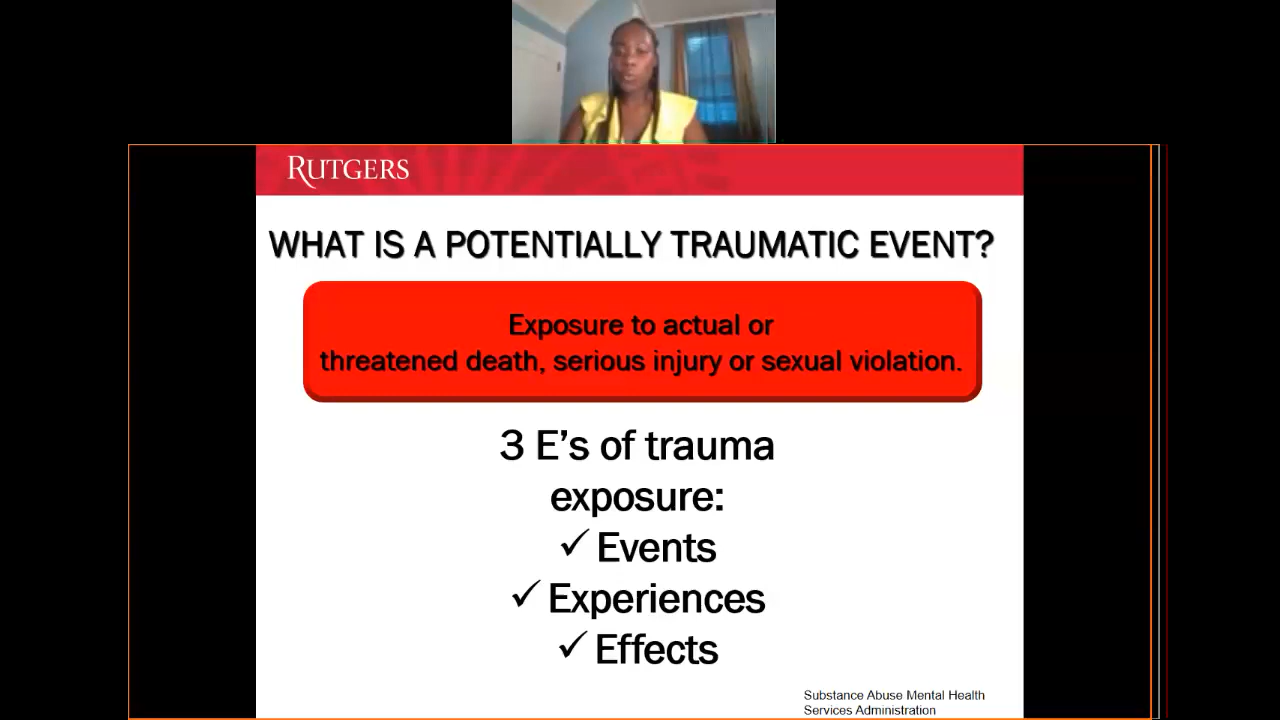 RUTGERS
WHAT IS A POTENTIALLY TRAUMATIC EVENT?
Exposure to actual or
threatened death, serious injury or sexual violation.
3 E’s of trauma
exposure:
✓ Events
✓ Experiences
✓ Effects
Substance Abuse Mental Health
Services Administration